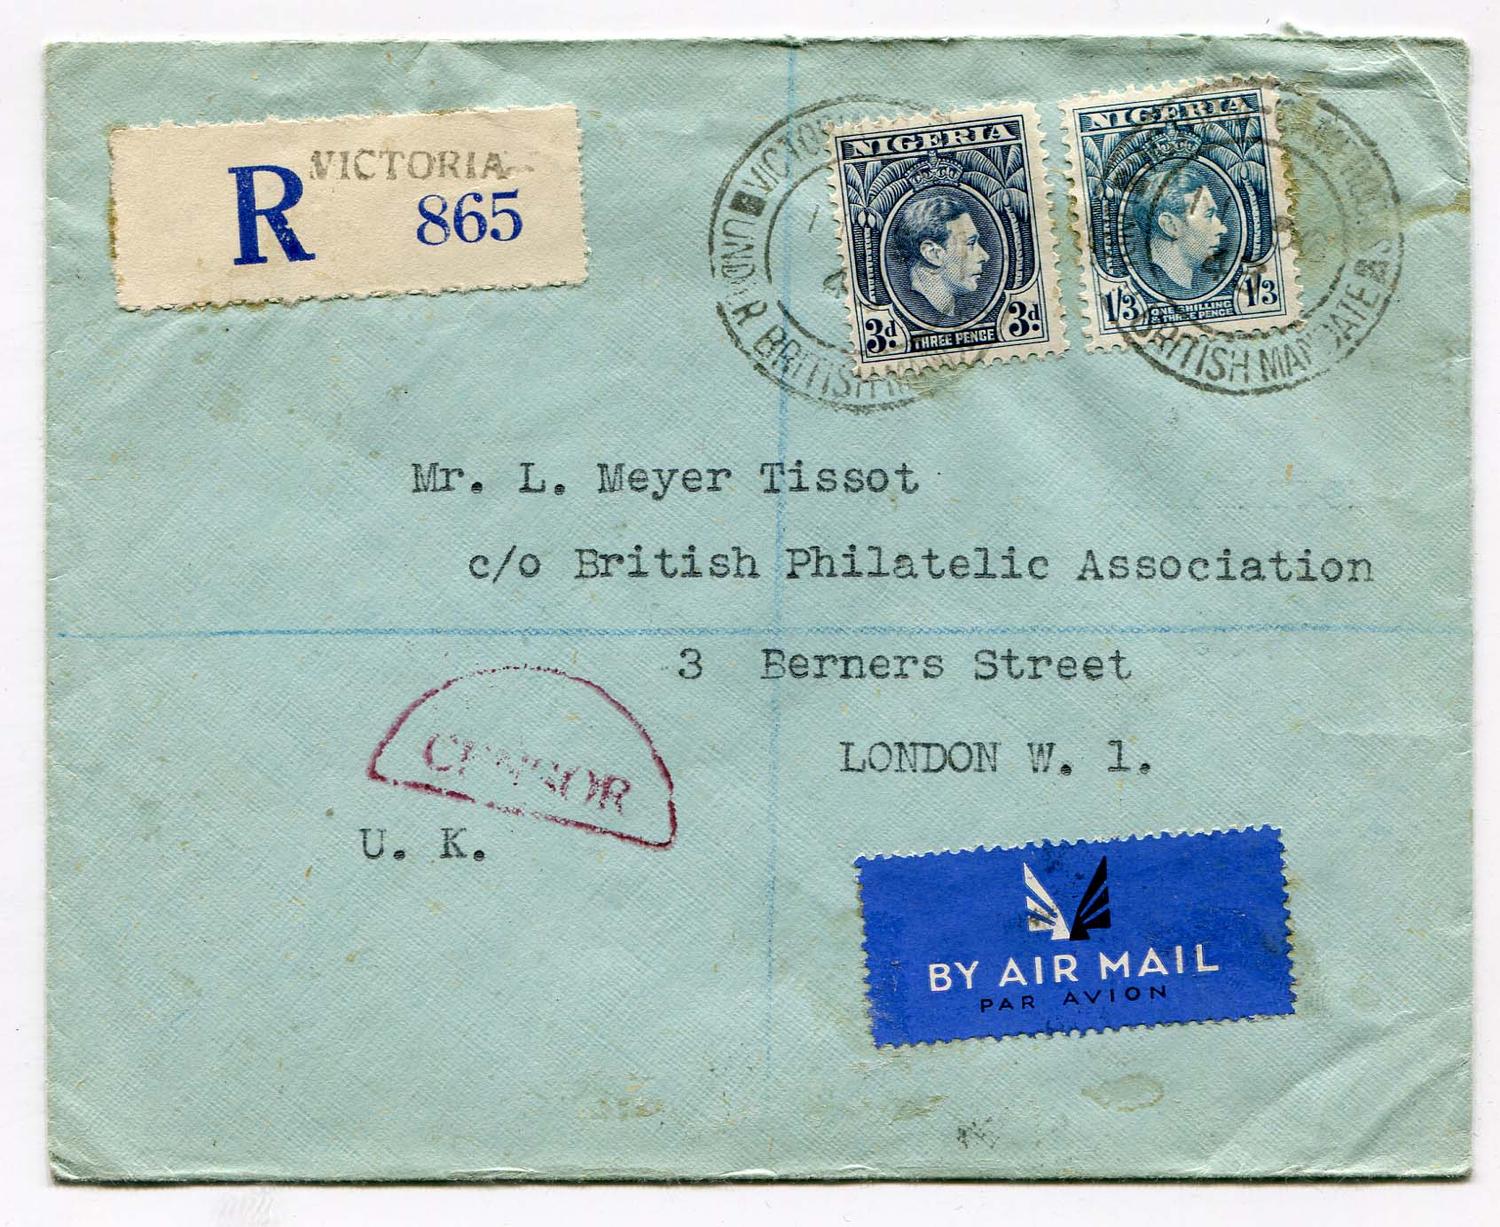 VICTORIA
R 865
NIGERIA
3d THREE PENCE 3d
NIGERIA
1/3 ONE SHILLING & THREE PENCE 1/3
UNDER BRITISH
BRITISH MANDATE
Mr. L. Meyer Tissot
c/o British Philatelic Association
3 Berners Street
LONDON W. 1.
CENSOR
U. K.
BY AIR MAIL
PAR AVION